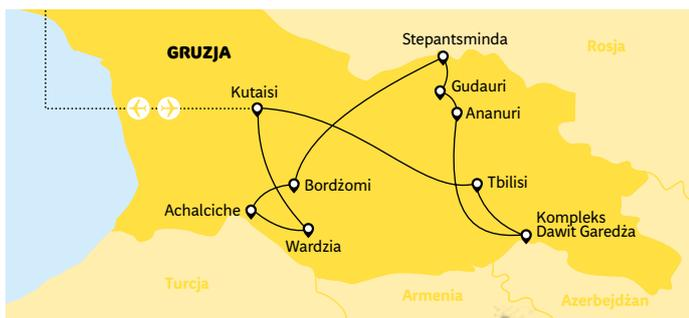 Stepantsminda
Rosja
GRUZJA
Kutaisi
Gudauri
Ananuri
Bordżomi
Tbilisi
Achalciche
Kompleks
Dawit Garedża
Wardzia
Turcja
Armenia
Azerbejdżan